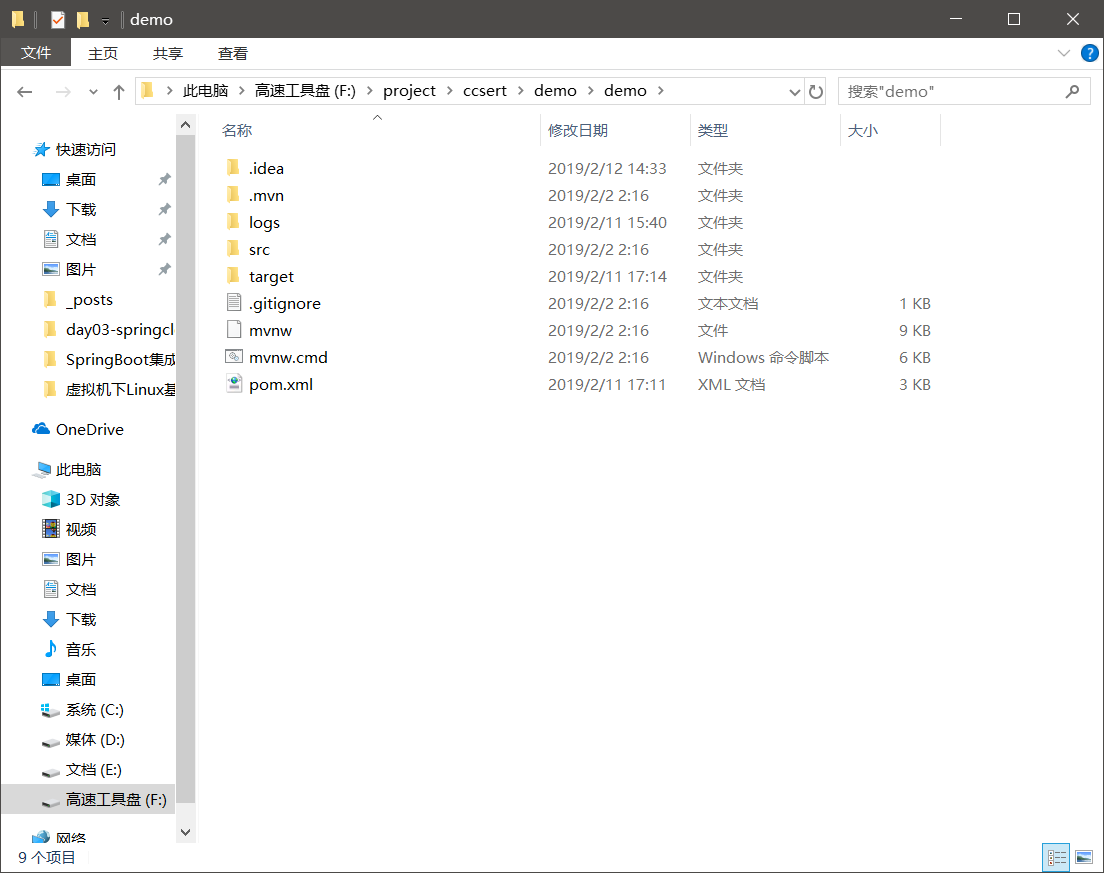 demo
文件 主页 共享 查看
此电脑 高速工具盘 (F:) project ccsert demo demo 搜索"demo"
名称 修改日期 类型 大小
快速访问
桌面
下载
文档
图片
_posts
day03-springcl
SpringBoot集成
虚拟机下Linux基
OneDrive
此电脑
3D 对象
视频
图片
文档
下载
音乐
桌面
系统 (C:)
媒体 (D:)
文档 (E:)
高速工具盘 (F:)
网络
.idea 2019/2/12 14:33 文件夹
.mvn 2019/2/2 2:16 文件夹
logs 2019/2/11 15:40 文件夹
src 2019/2/2 2:16 文件夹
target 2019/2/11 17:14 文件夹
.gitignore 2019/2/2 2:16 文本文档 1 KB
mvnw 2019/2/2 2:16 文件 9 KB
mvnw.cmd 2019/2/2 2:16 Windows 命令脚本 6 KB
pom.xml 2019/2/11 17:11 XML 文档 3 KB
9 个项目